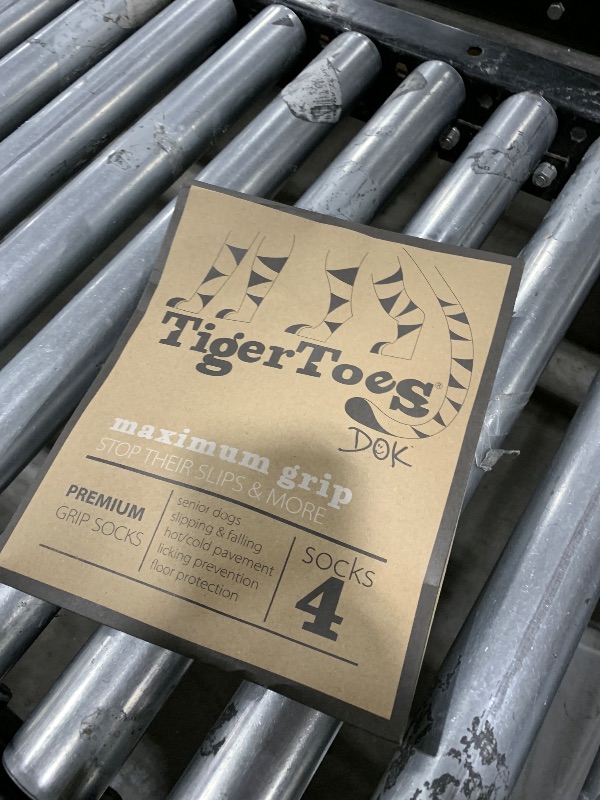 TigerToes®
DOK
maximum grip
STOP THEIR SLIPS & MORE
PREMIUM
GRIP SOCKS
senior dogs
slipping & falling
hot/cold pavement
licking prevention
floor protection
socks
4